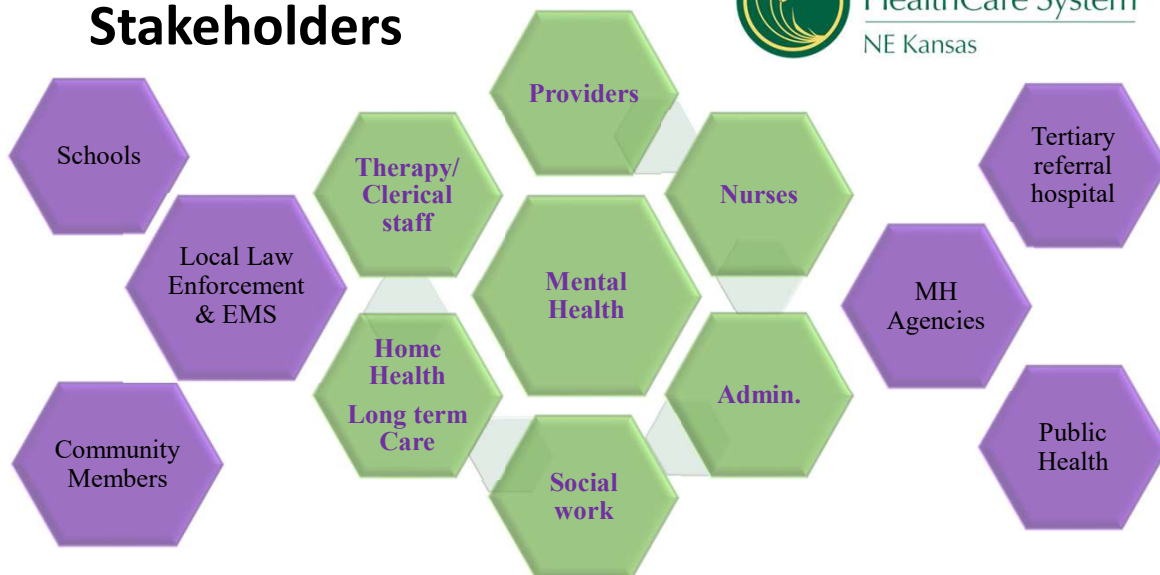 Stakeholders
HealthCare System
NE Kansas
Providers
Schools
Therapy/
Clerical
staff
Nurses
Tertiary
referral
hospital
Local Law
Enforcement
& EMS
Mental
Health
MH
Agencies
Home
Health
Long term
Care
Admin.
Community
Members
Social
work
Public
Health